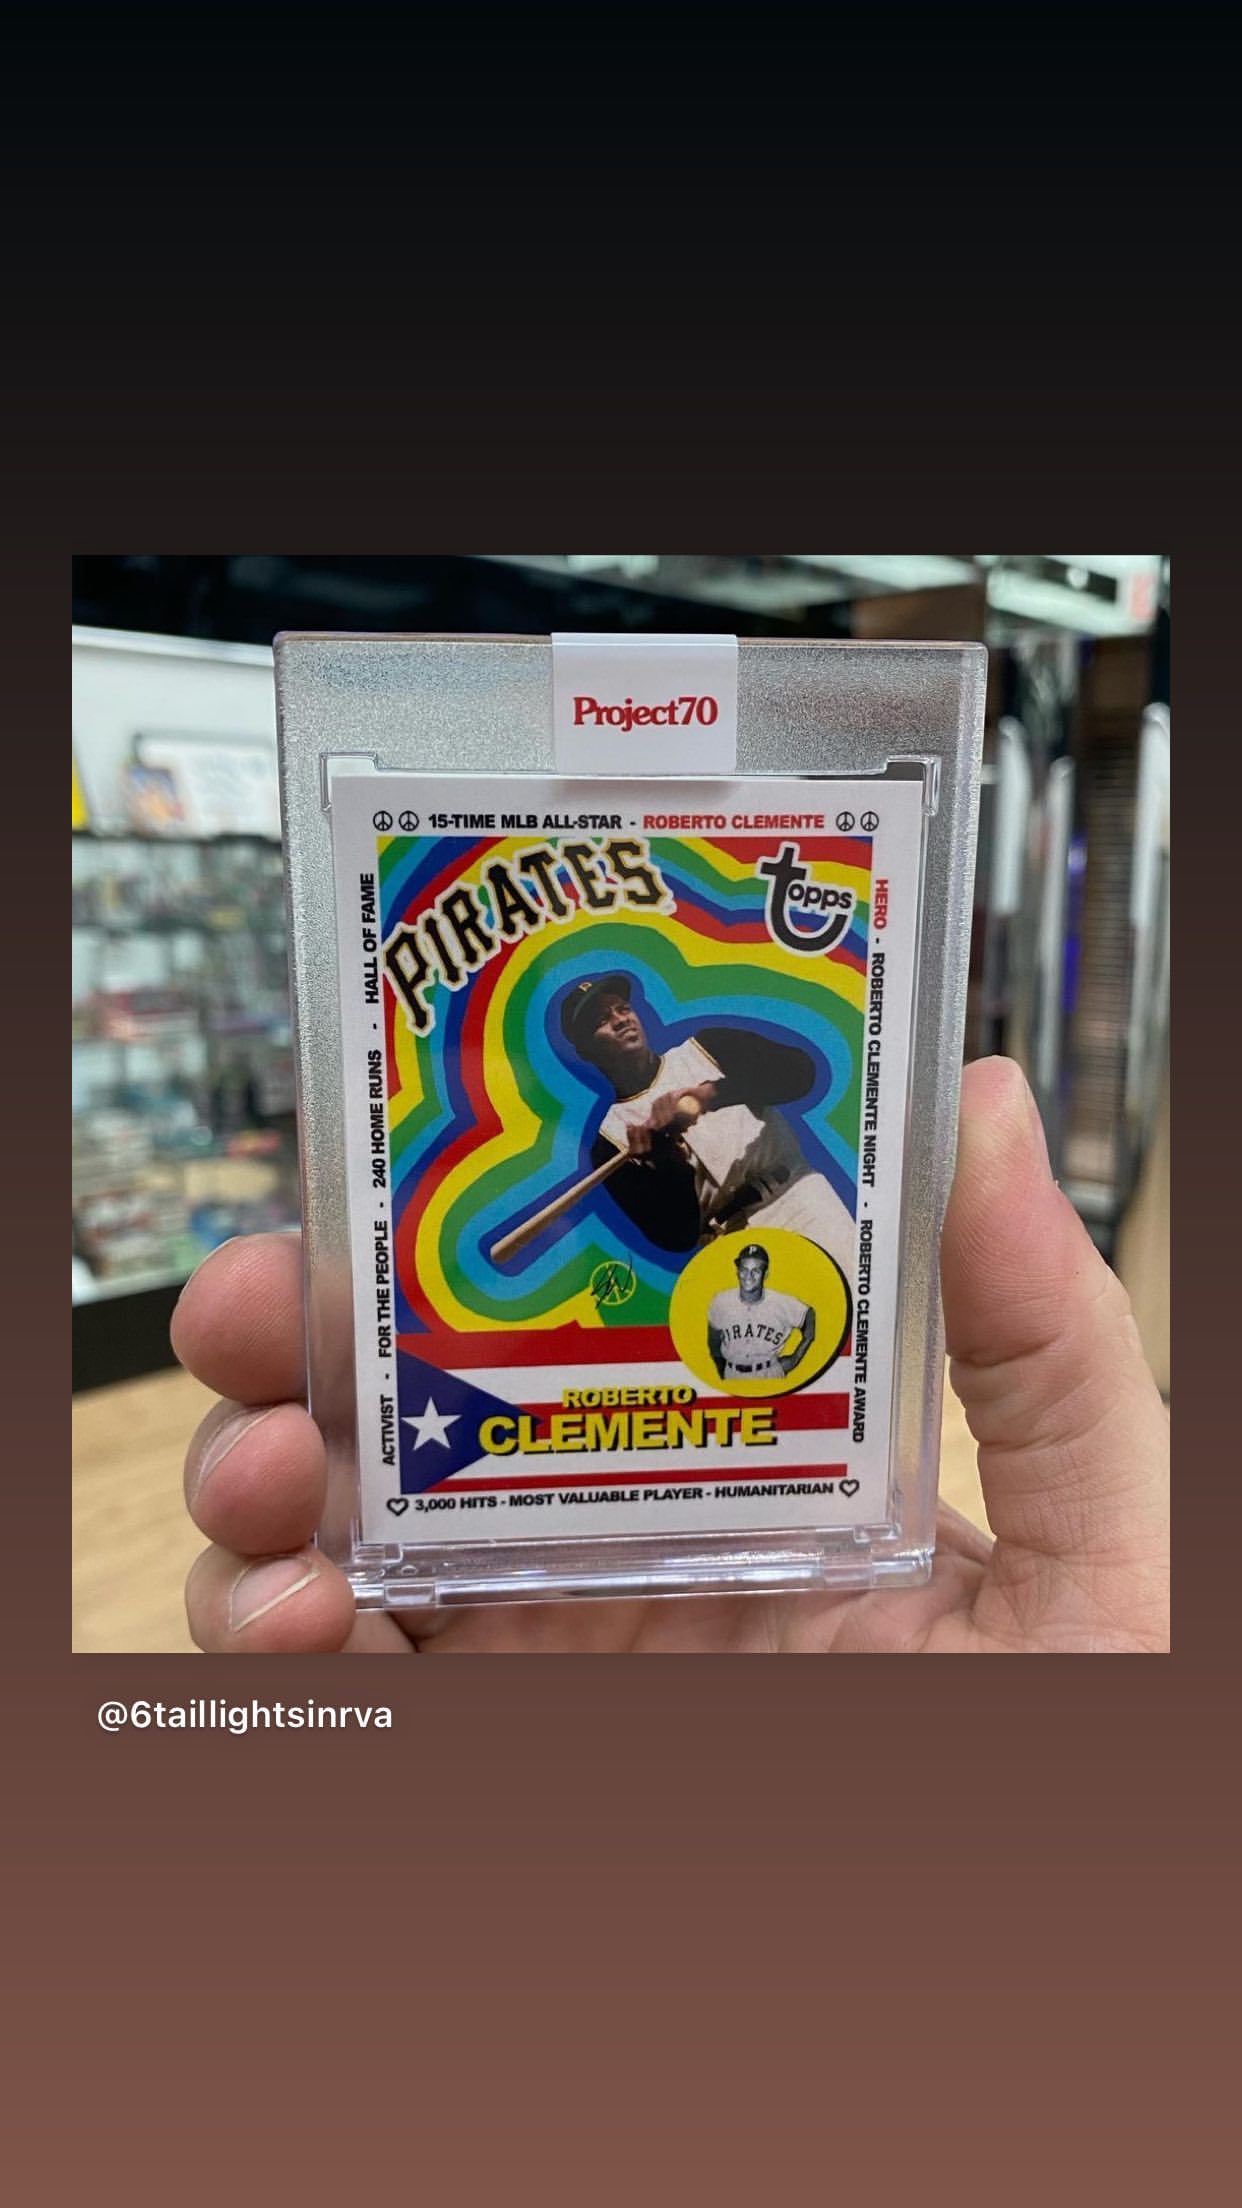 Project70
15-TIME MLB ALL-STAR - ROBERTO CLEMENTE
HERO - ROBERTO CLEMENTE NIGHT - ROBERTO CLEMENTE AWARD
ACTIVIST - FOR THE PEOPLE - 240 HOME RUNS - HALL OF FAME
PIRATES
topps
P
P
PIRATES
ROBERTO
CLEMENTE
3,000 HITS - MOST VALUABLE PLAYER - HUMANITARIAN
@6taillightsinrva